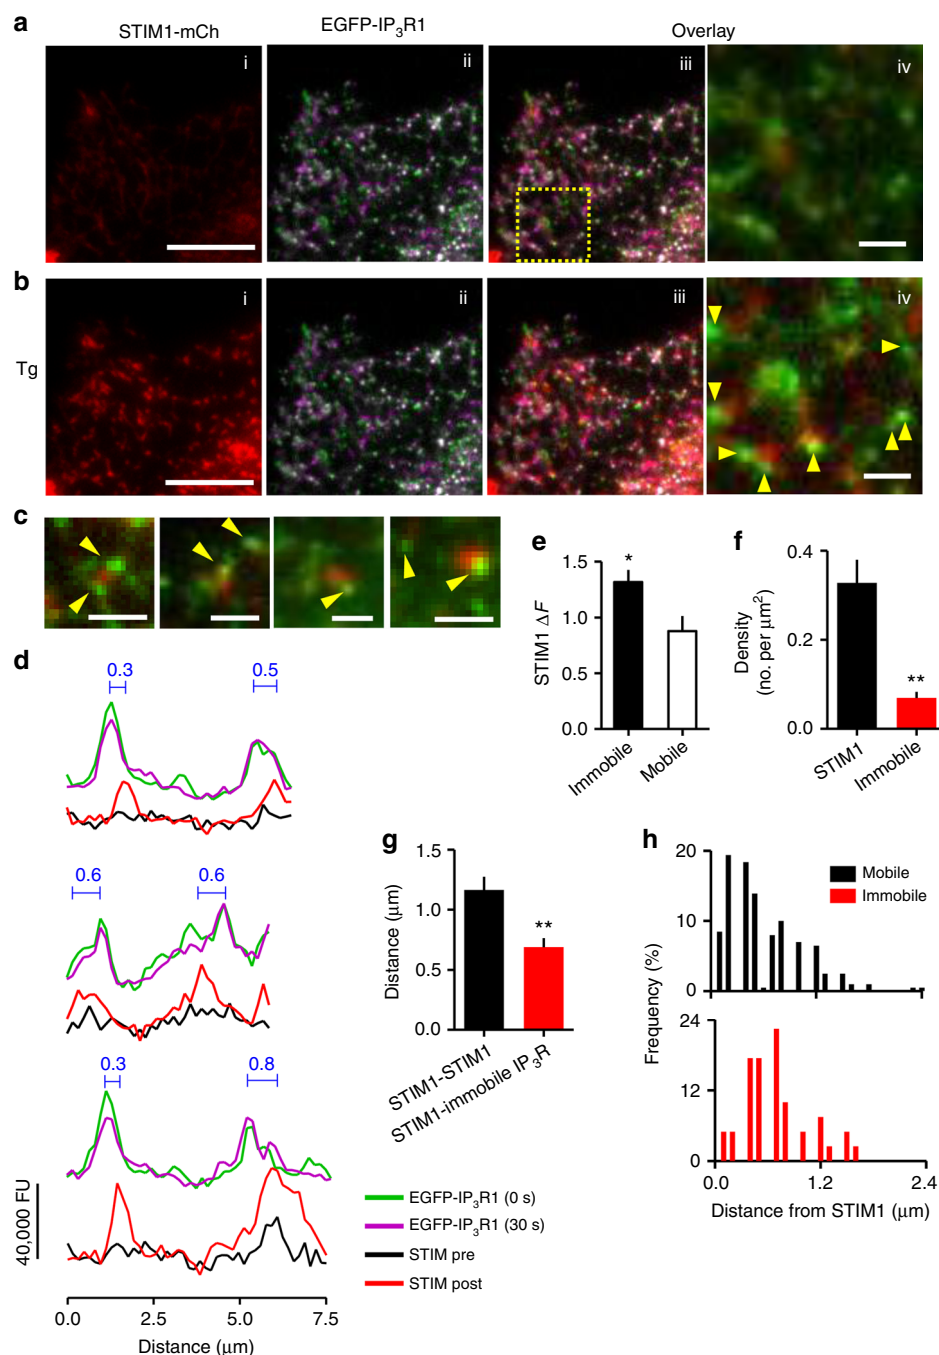 a
STIM1-mCh
EGFP-IP3R1
Overlay
i
ii
iii
iv
b
Tg
i
ii
iii
iv
c
d
0.3
0.5
0.6
0.6
0.3
0.8
40,000 FU
0.0
2.5
5.0
7.5
Distance (μm)
EGFP-IP3R1 (0 s)
EGFP-IP3R1 (30 s)
STIM pre
STIM post
e
STIM1 ΔF
1.5
1.0
0.5
0.0
*
Immobile
Mobile
f
Density
(no. per μm2)
0.4
0.2
0.0
**
STIM1
Immobile
g
Distance (μm)
1.5
1.0
0.5
0.0
**
STIM1-STIM1
STIM1-immobile IP3R
h
Frequency (%)
20
10
0
Mobile
Immobile
24
12
0
0.0
1.2
2.4
Distance from STIM1 (μm)